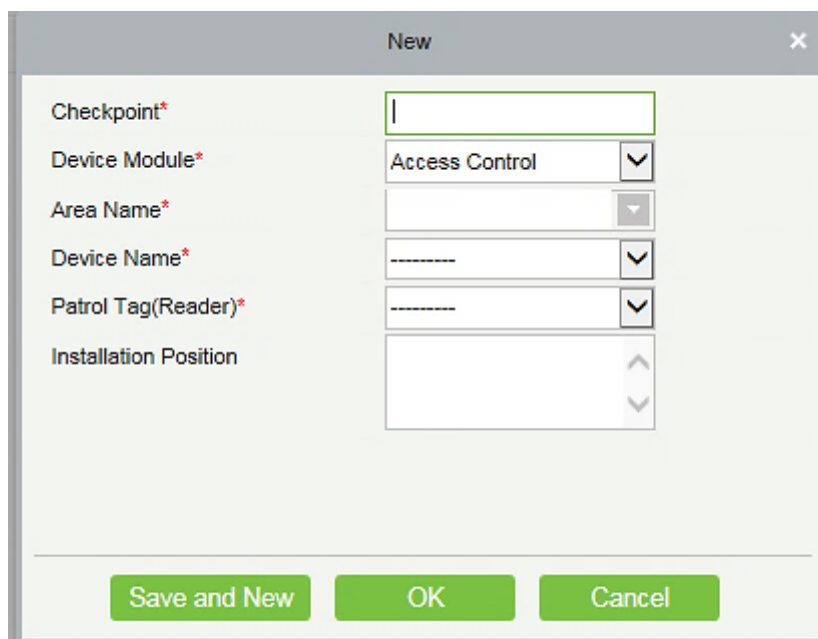 New
Checkpoint*
Device Module* Access Control
Area Name*
Device Name* ---------
Patrol Tag(Reader)* ---------
Installation Position
Save and New OK Cancel